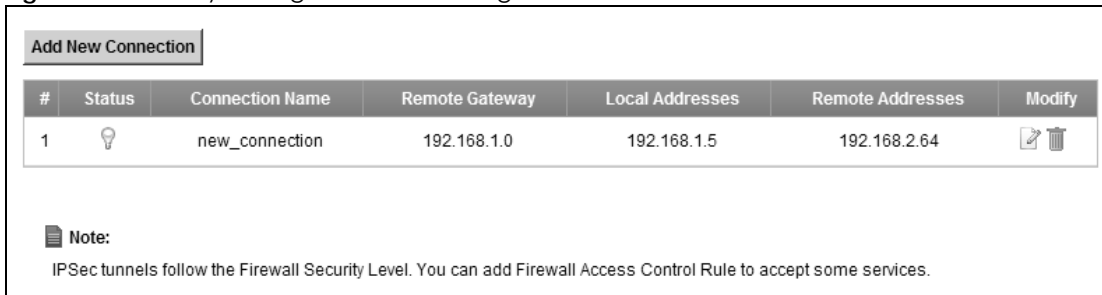 Add New Connection
# Status Connection Name Remote Gateway Local Addresses Remote Addresses Modify
1 new_connection 192.168.1.0 192.168.1.5 192.168.2.64
Note:
IPSec tunnels follow the Firewall Security Level. You can add Firewall Access Control Rule to accept some services.